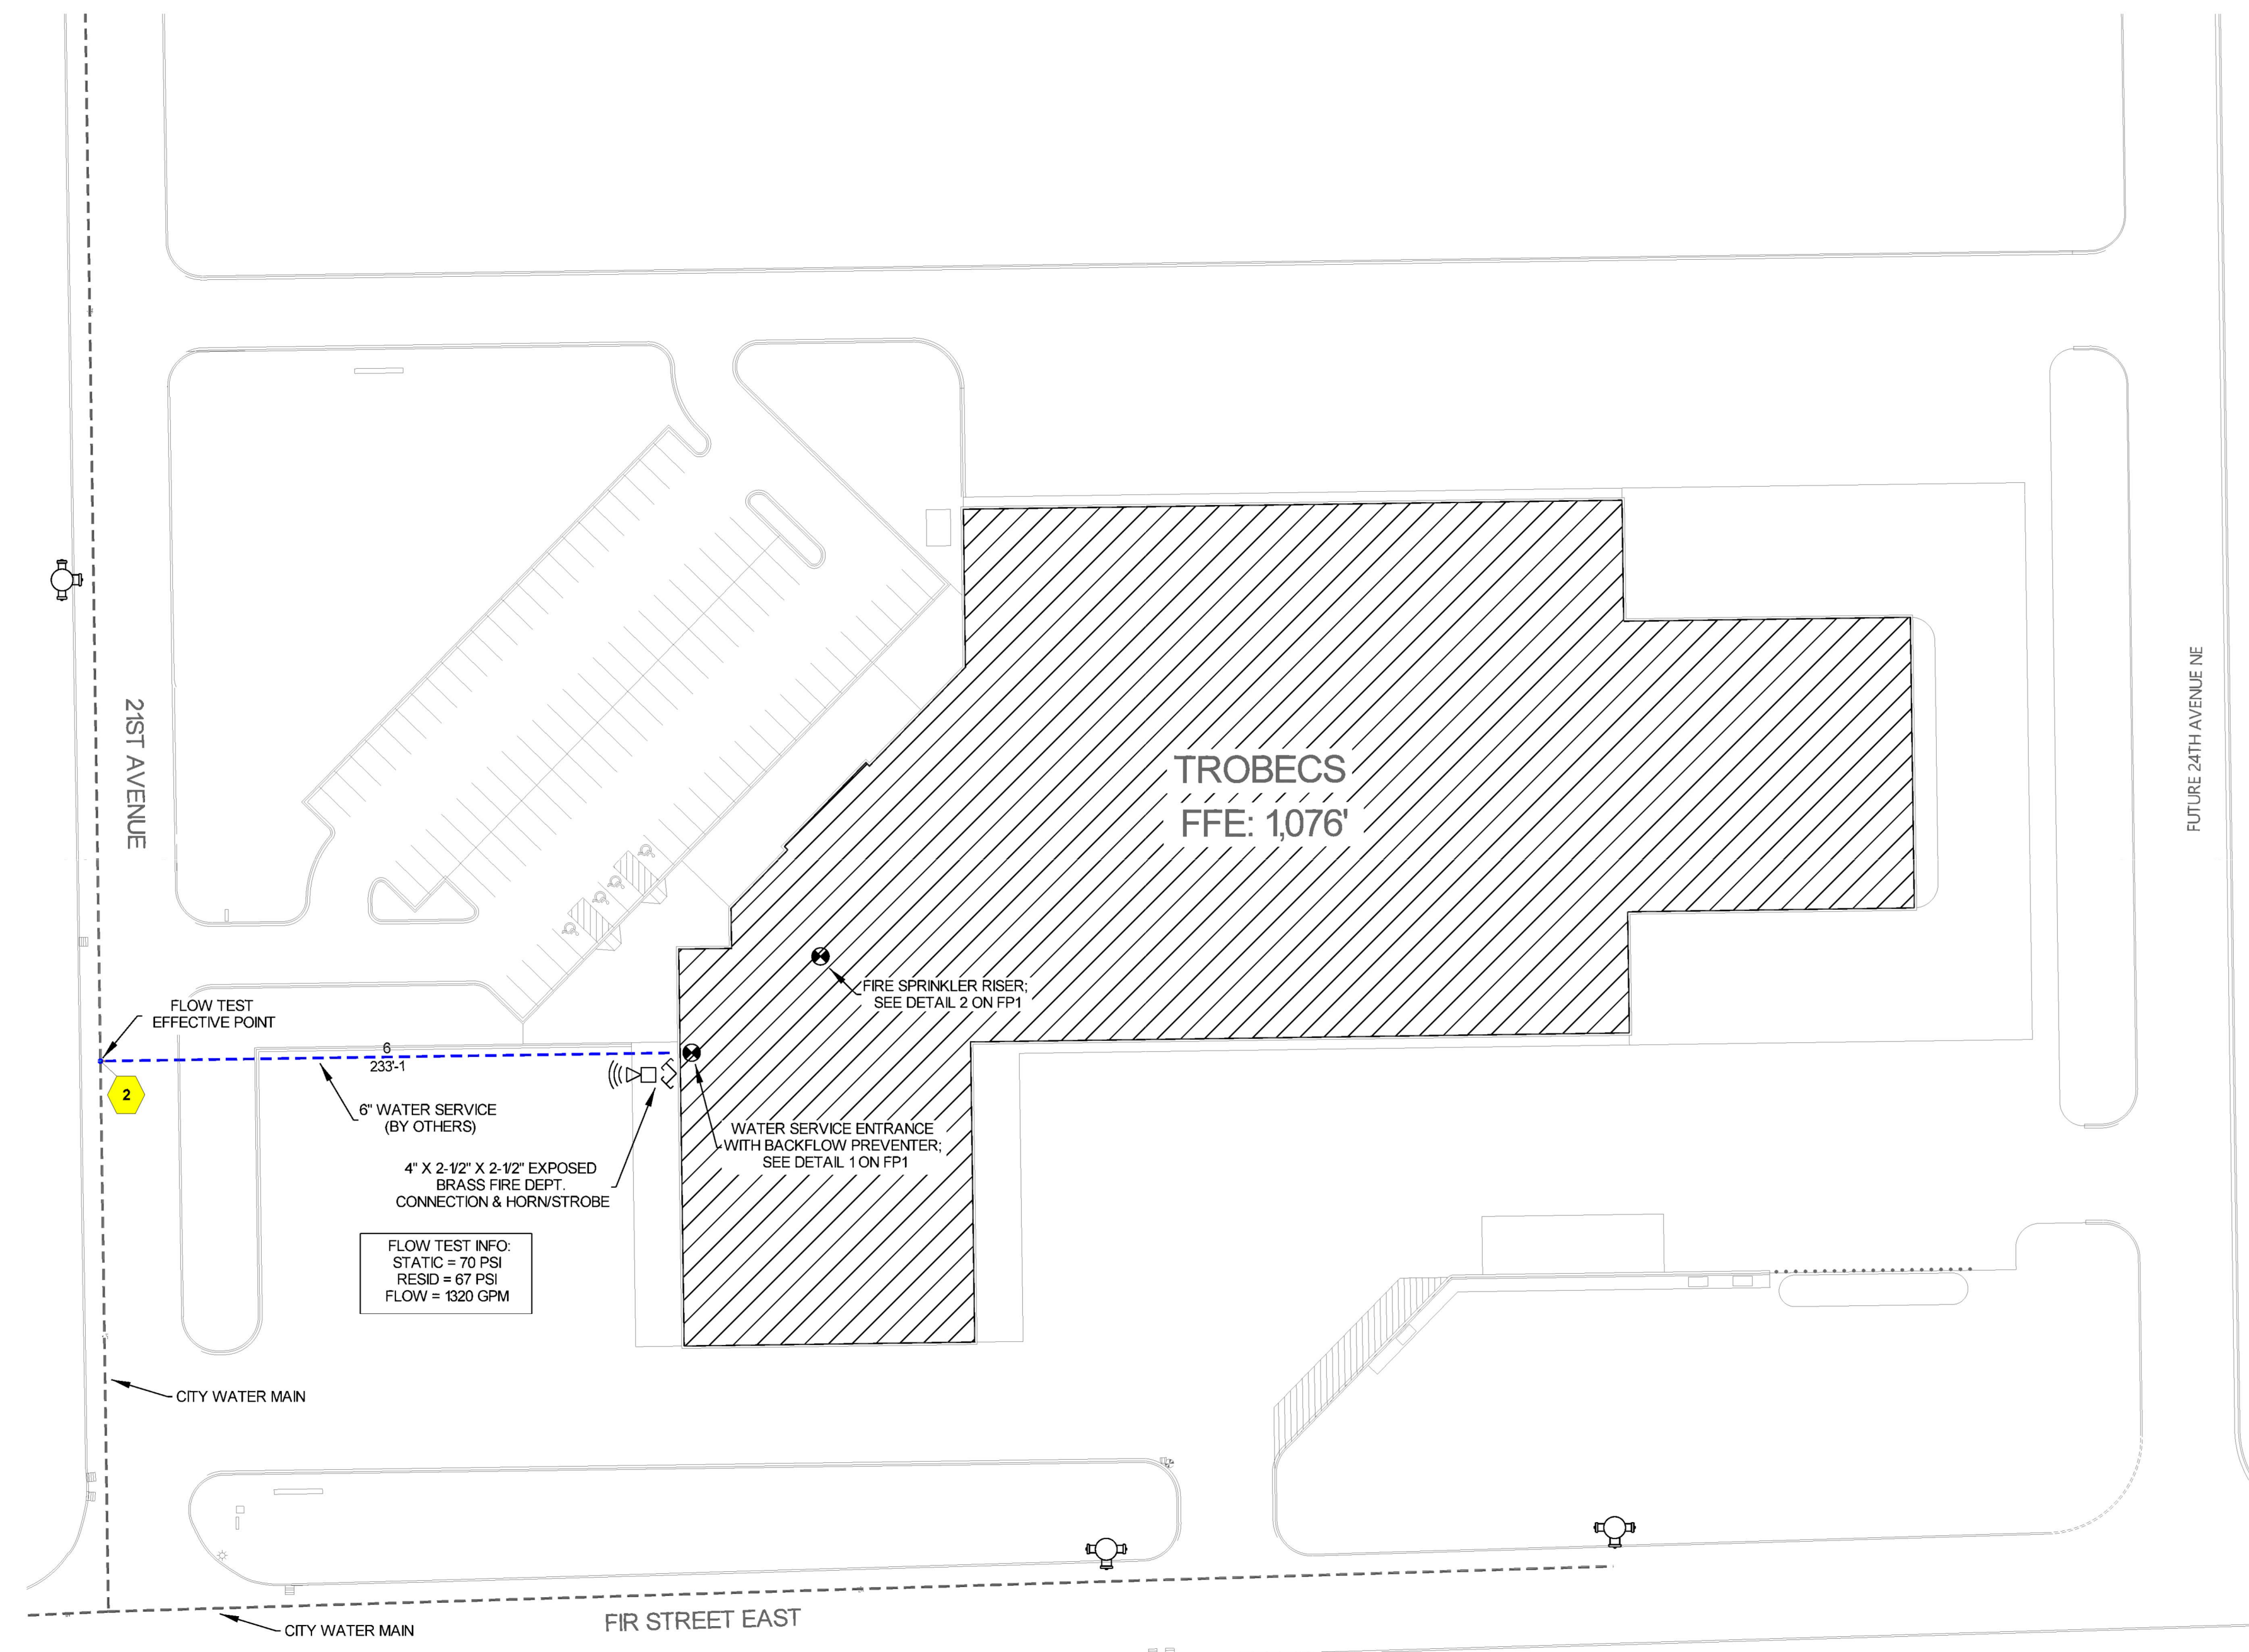 21ST AVENUE
FUTURE 24TH AVENUE NE
TROBECS
FFE: 1,076'
FIRE SPRINKLER RISER;
SEE DETAIL 2 ON FP1
FLOW TEST
EFFECTIVE POINT
6
233'-1
2
6" WATER SERVICE
(BY OTHERS)
WATER SERVICE ENTRANCE
WITH BACKFLOW PREVENTER;
SEE DETAIL 1 ON FP1
4" X 2-1/2" X 2-1/2" EXPOSED
BRASS FIRE DEPT.
CONNECTION & HORN/STROBE
FLOW TEST INFO:
STATIC = 70 PSI
RESID = 67 PSI
FLOW = 1320 GPM
CITY WATER MAIN
FIR STREET EAST
CITY WATER MAIN